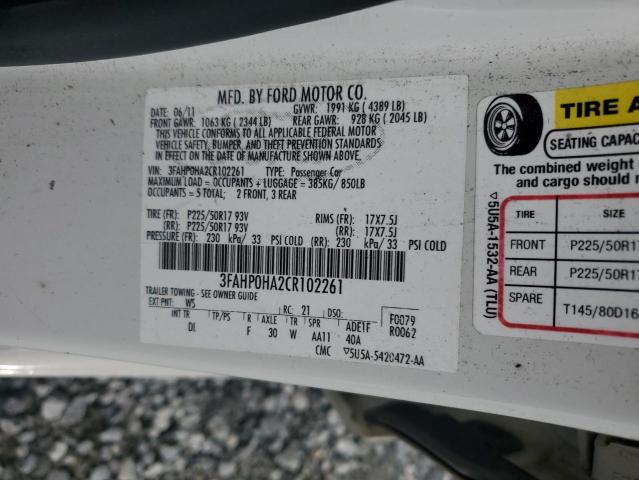 MFD. BY FORD MOTOR CO.
DATE: 06/11 GVWR: 1991 KG ( 4389 LB)
FRONT GAWR: 1063 KG ( 2344 LB) REAR GAWR: 928 KG ( 2045 LB)
THIS VEHICLE CONFORMS TO ALL APPLICABLE FEDERAL MOTOR
VEHICLE SAFETY, BUMPER, AND THEFT PREVENTION STANDARDS
IN EFFECT ON THE DATE OF MANUFACTURE SHOWN ABOVE.
VIN: 3FAHP0HA2CR102261 TYPE: Passenger Car
MAXIMUM LOAD = OCCUPANTS + LUGGAGE = 385KG/ 850LB
OCCUPANTS = 5 TOTAL; 2 FRONT, 3 REAR
TIRE (FR): P225/50R17 93V RIMS (FR): 17X7.5J
(RR): P225/50R17 93V (RR): 17X7.5J
PRESSURE (FR): 230 kPa/ 33 PSI COLD (RR): 230 kPa/ 33 PSI COLD
3FAHP0HA2CR102261
TRAILER TOWING - SEE OWNER GUIDE
EXT PNT: WS RC: 21 DSO: F0079
R0062
INT TR TP/PS R AXLE TR SPR ADE1F
DI F 30 W AA11 40A
CMC 5U5A-5420472-AA
TIRE A
SEATING CAPAC
The combined weight
and cargo should n
TIRE SIZE
FRONT P225/50R17
REAR P225/50R17
SPARE T145/80D16
5U5A-1532-AA (TLU)